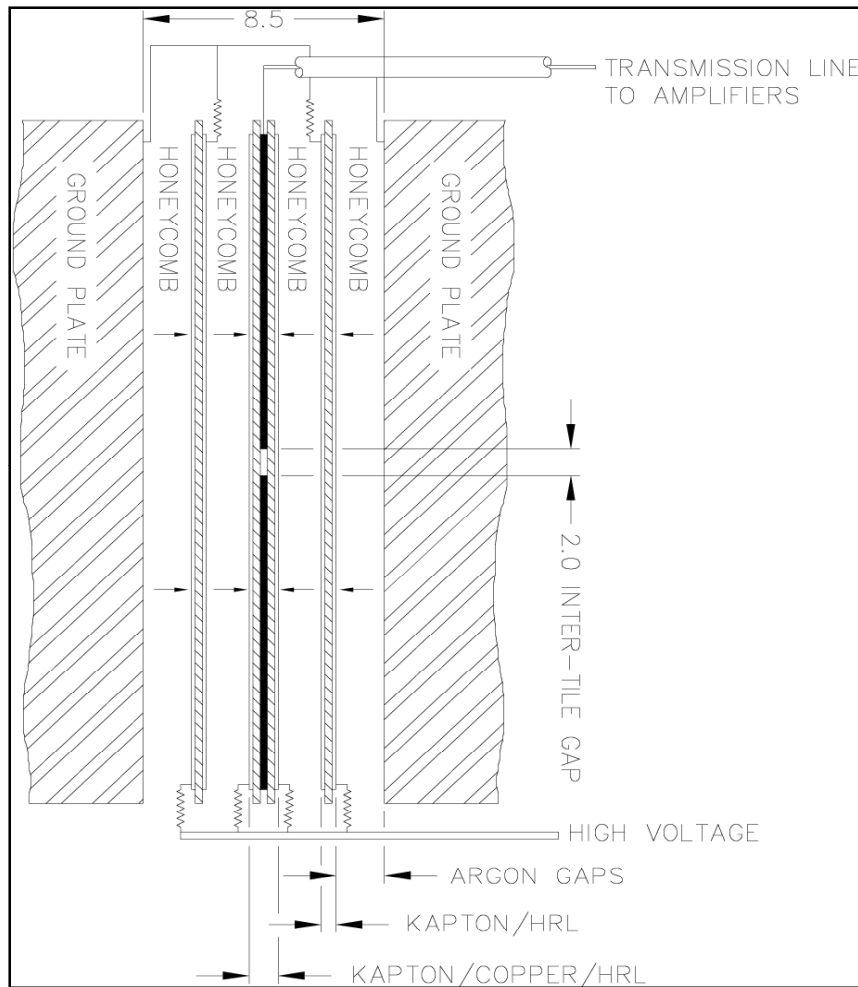 8.5
TRANSMISSION LINE
TO AMPLIFIERS
GROUND PLATE
HONEYCOMB
HONEYCOMB
HONEYCOMB
HONEYCOMB
GROUND PLATE
2.0 INTER-TILE GAP
HIGH VOLTAGE
ARGON GAPS
KAPTON/HRL
KAPTON/COPPER/HRL